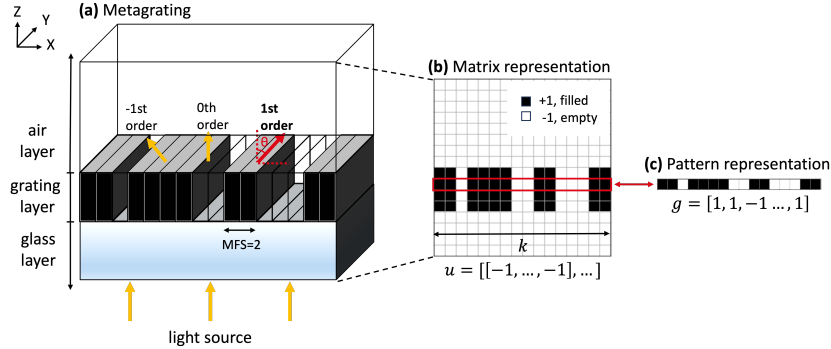 Z
Y
X
(a) Metagrating
-1st
order
0th
order
1st
order
θ
air
layer
grating
layer
glass
layer
MFS=2
light source
(b) Matrix representation
+1, filled
-1, empty
k
u = [[−1, ..., −1], ...]
(c) Pattern representation
g = [1, 1, −1 ... , 1]